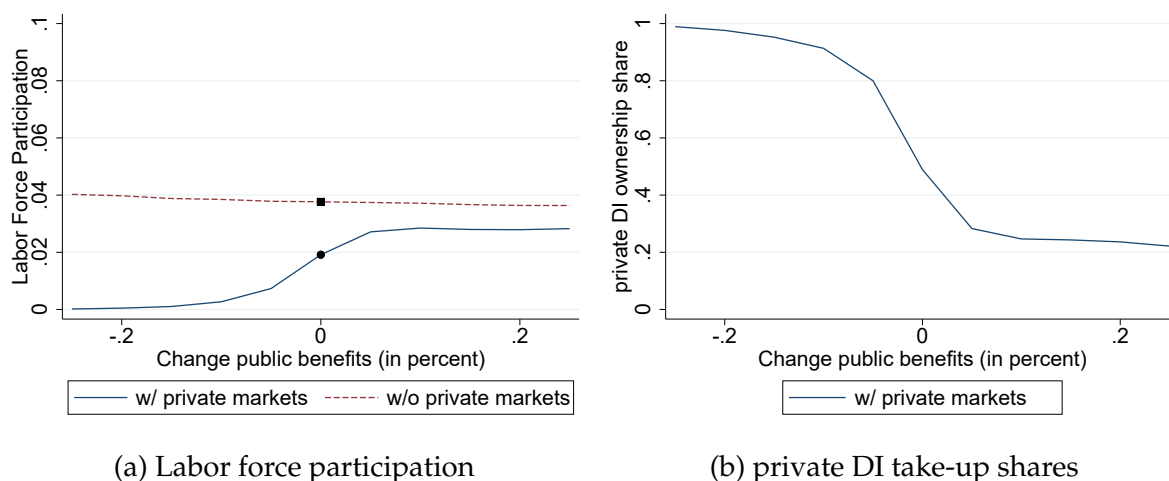 Labor Force Participation
.1
.08
.06
.04
.02
0
-.2
0
.2
Change public benefits (in percent)
w/ private markets
w/o private markets
(a) Labor force participation
private DI ownership share
1
.8
.6
.4
.2
0
-.2
0
.2
Change public benefits (in percent)
w/ private markets
(b) private DI take-up shares